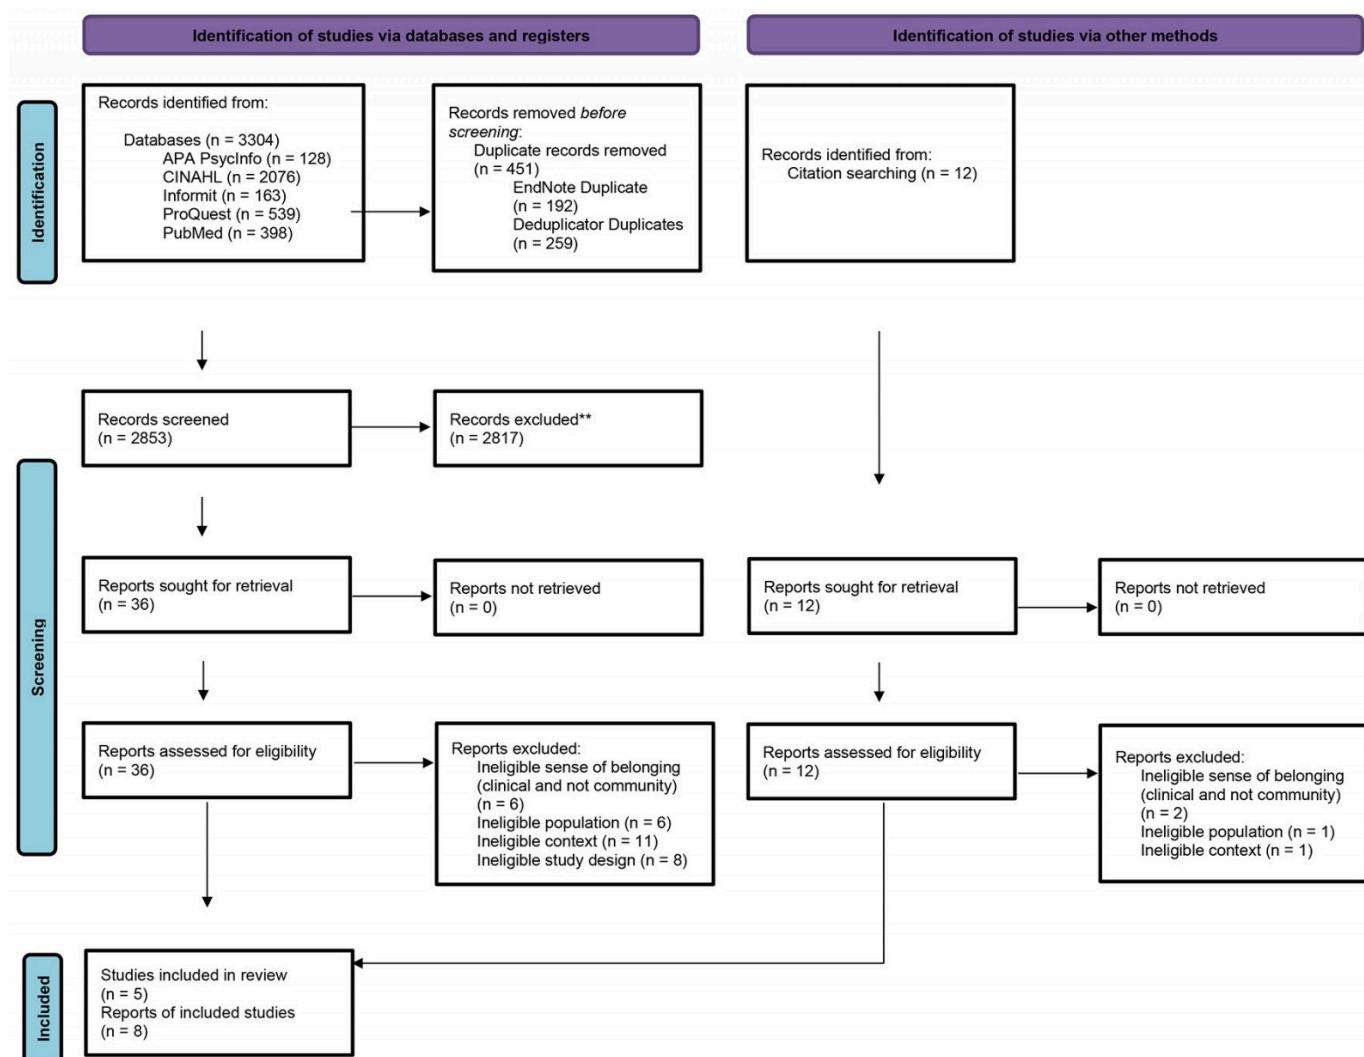 Identification of studies via databases and registers
Identification of studies via other methods
Identification
Records identified from:
Databases (n = 3304)
APA PsycInfo (n = 128)
CINAHL (n = 2076)
Informit (n = 163)
ProQuest (n = 539)
PubMed (n = 398)
Records removed before
screening:
Duplicate records removed
(n = 451)
EndNote Duplicate
(n = 192)
Deduplicator Duplicates
(n = 259)
Records identified from:
Citation searching (n = 12)
Screening
Records screened
(n = 2853)
Records excluded**
(n = 2817)
Reports sought for retrieval
(n = 36)
Reports not retrieved
(n = 0)
Reports sought for retrieval
(n = 12)
Reports not retrieved
(n = 0)
Reports assessed for eligibility
(n = 36)
Reports excluded:
Ineligible sense of belonging
(clinical and not community)
(n = 6)
Ineligible population (n = 6)
Ineligible context (n = 11)
Ineligible study design (n = 8)
Reports assessed for eligibility
(n = 12)
Reports excluded:
Ineligible sense of belonging
(clinical and not community)
(n = 2)
Ineligible population (n = 1)
Ineligible context (n = 1)
Included
Studies included in review
(n = 5)
Reports of included studies
(n = 8)